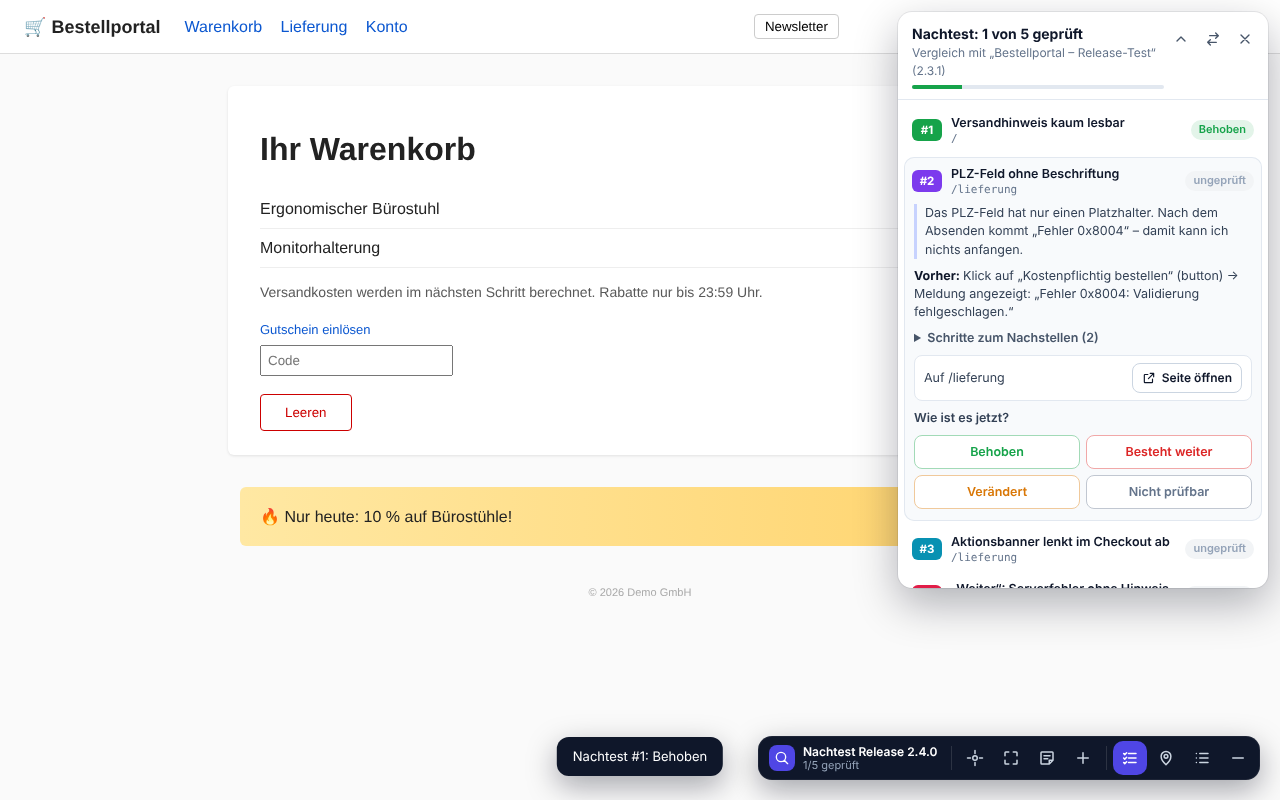 🛒 Bestellportal Warenkorb Lieferung Konto Newsletter
Ihr Warenkorb
Ergonomischer Bürostuhl
Monitorhalterung
Versandkosten werden im nächsten Schritt berechnet. Rabatte nur bis 23:59 Uhr.
Gutschein einlösen
Code
Leeren
🔥 Nur heute: 10 % auf Bürostühle!
© 2026 Demo GmbH
Nachtest: 1 von 5 geprüft
Vergleich mit „Bestellportal – Release-Test“
(2.3.1)
#1 Versandhinweis kaum lesbar Behoben
/
#2 PLZ-Feld ohne Beschriftung ungeprüft
/lieferung
Das PLZ-Feld hat nur einen Platzhalter. Nach dem
Absenden kommt „Fehler 0x8004“ – damit kann ich
nichts anfangen.
Vorher: Klick auf „Kostenpflichtig bestellen“ (button) →
Meldung angezeigt: „Fehler 0x8004: Validierung
fehlgeschlagen.“
Schritte zum Nachstellen (2)
Auf /lieferung Seite öffnen
Wie ist es jetzt?
Behoben Besteht weiter
Verändert Nicht prüfbar
#3 Aktionsbanner lenkt im Checkout ab ungeprüft
/lieferung
„Weiter“: Serverfehler ohne Hinweis
Nachtest #1: Behoben
Nachtest Release 2.4.0
1/5 geprüft